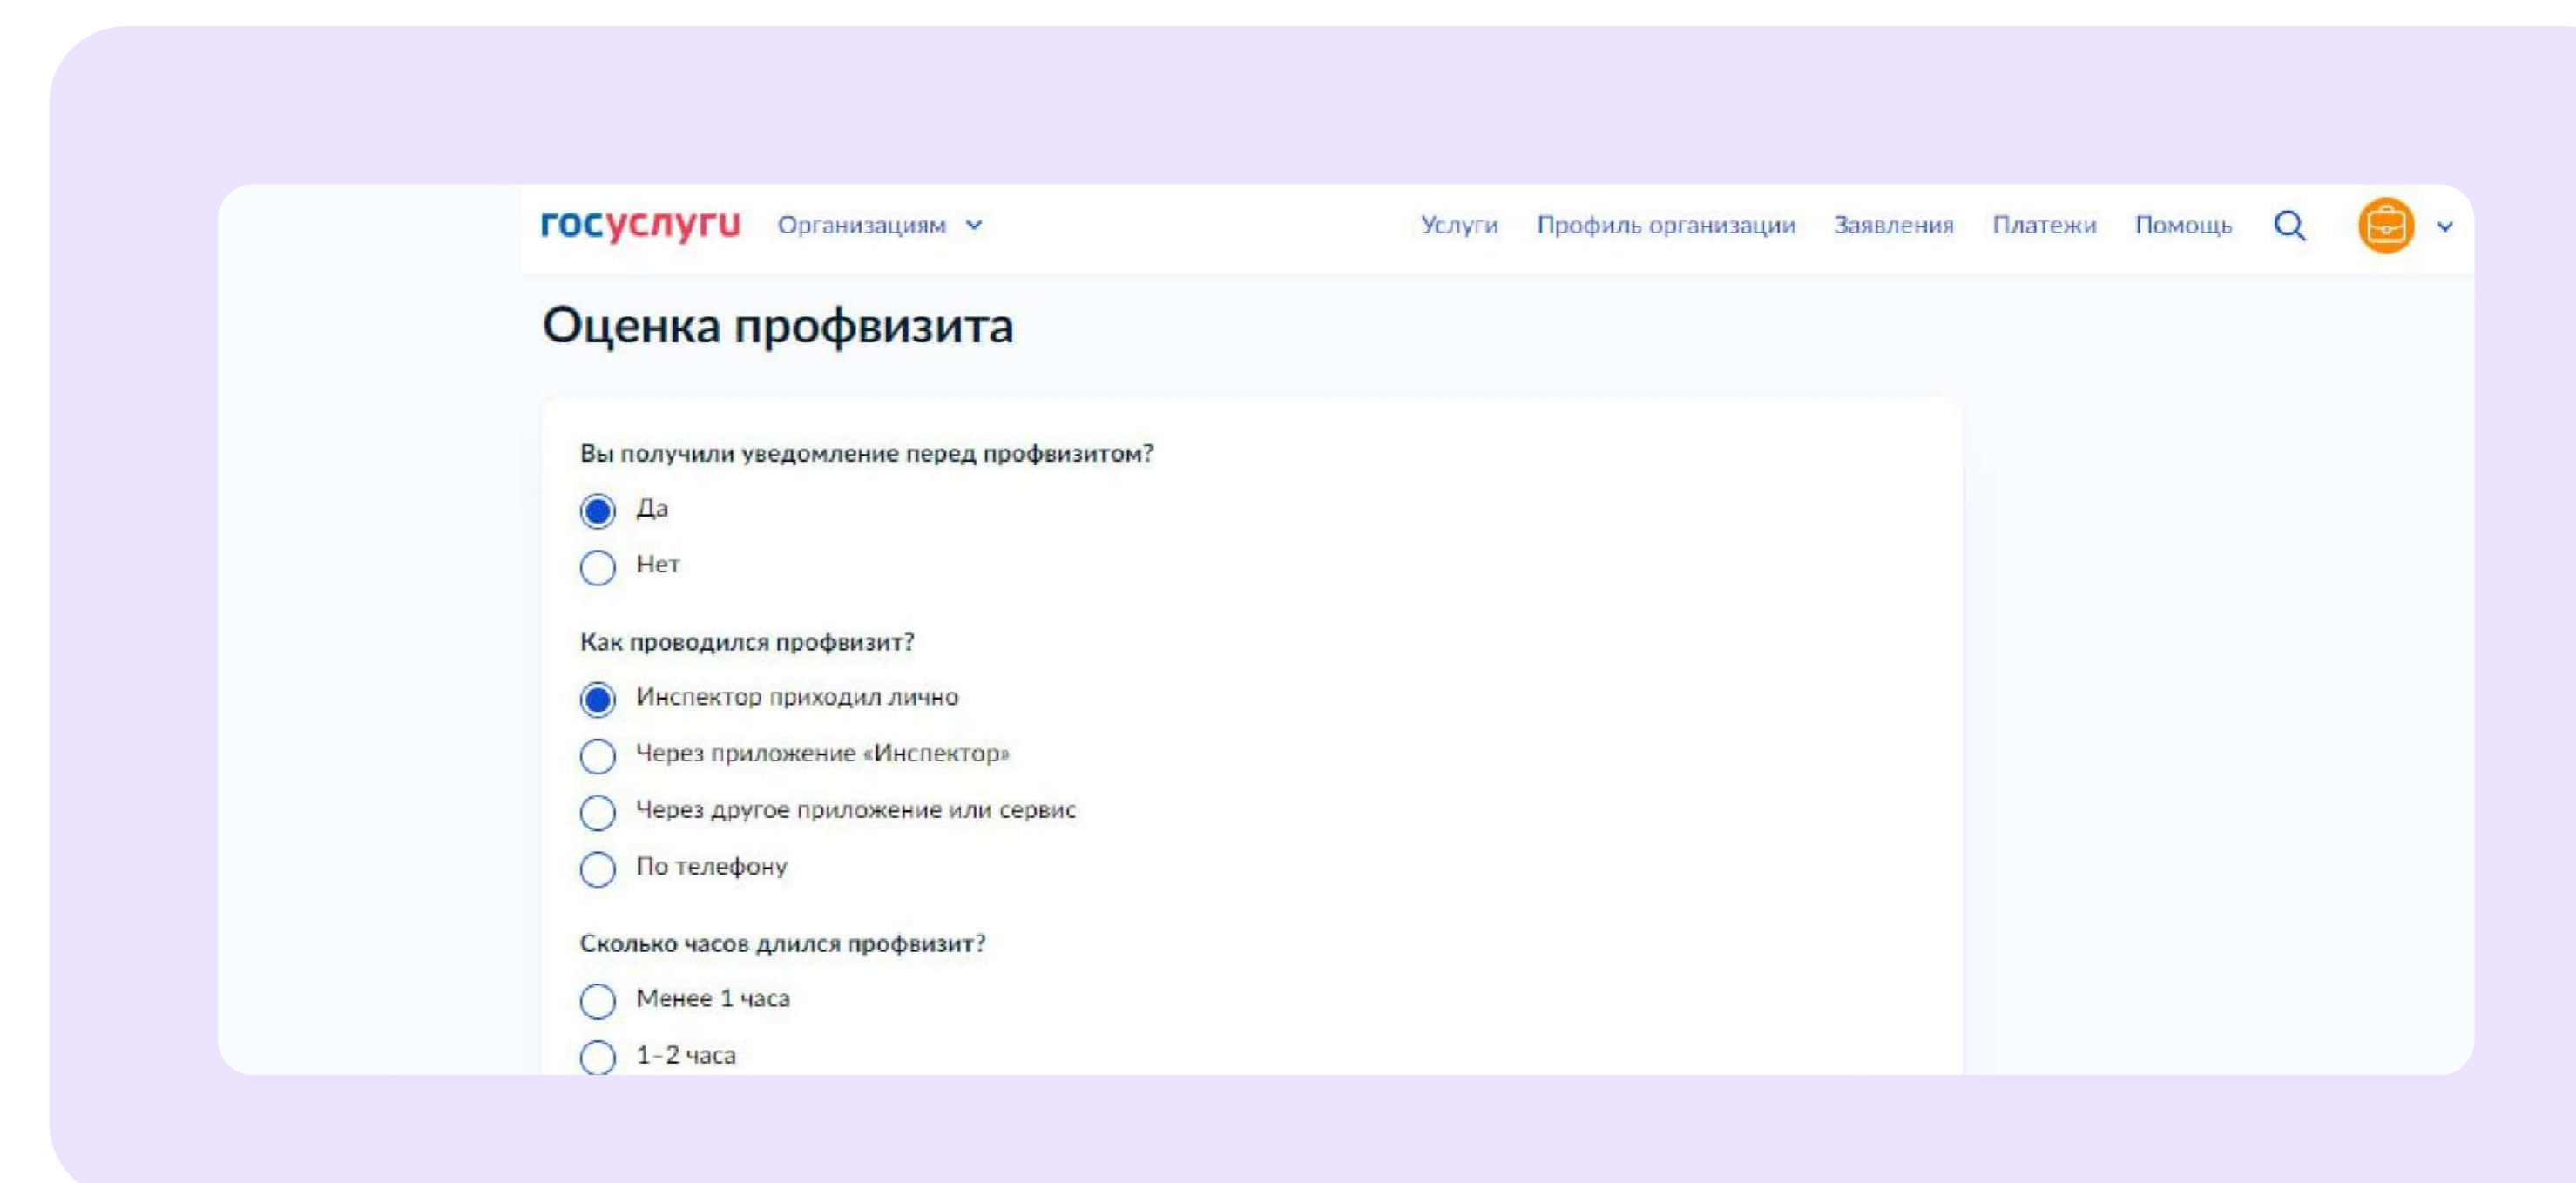 госуслуги Организациям Услуги Профиль организации Заявления Платежи Помощь
Оценка профвизита
Вы получили уведомление перед профвизитом?
Да
Нет
Как проводился профвизит?
Инспектор приходил лично
Через приложение «Инспектор»
Через другое приложение или сервис
По телефону
Сколько часов длился профвизит?
Менее 1 часа
1–2 часа